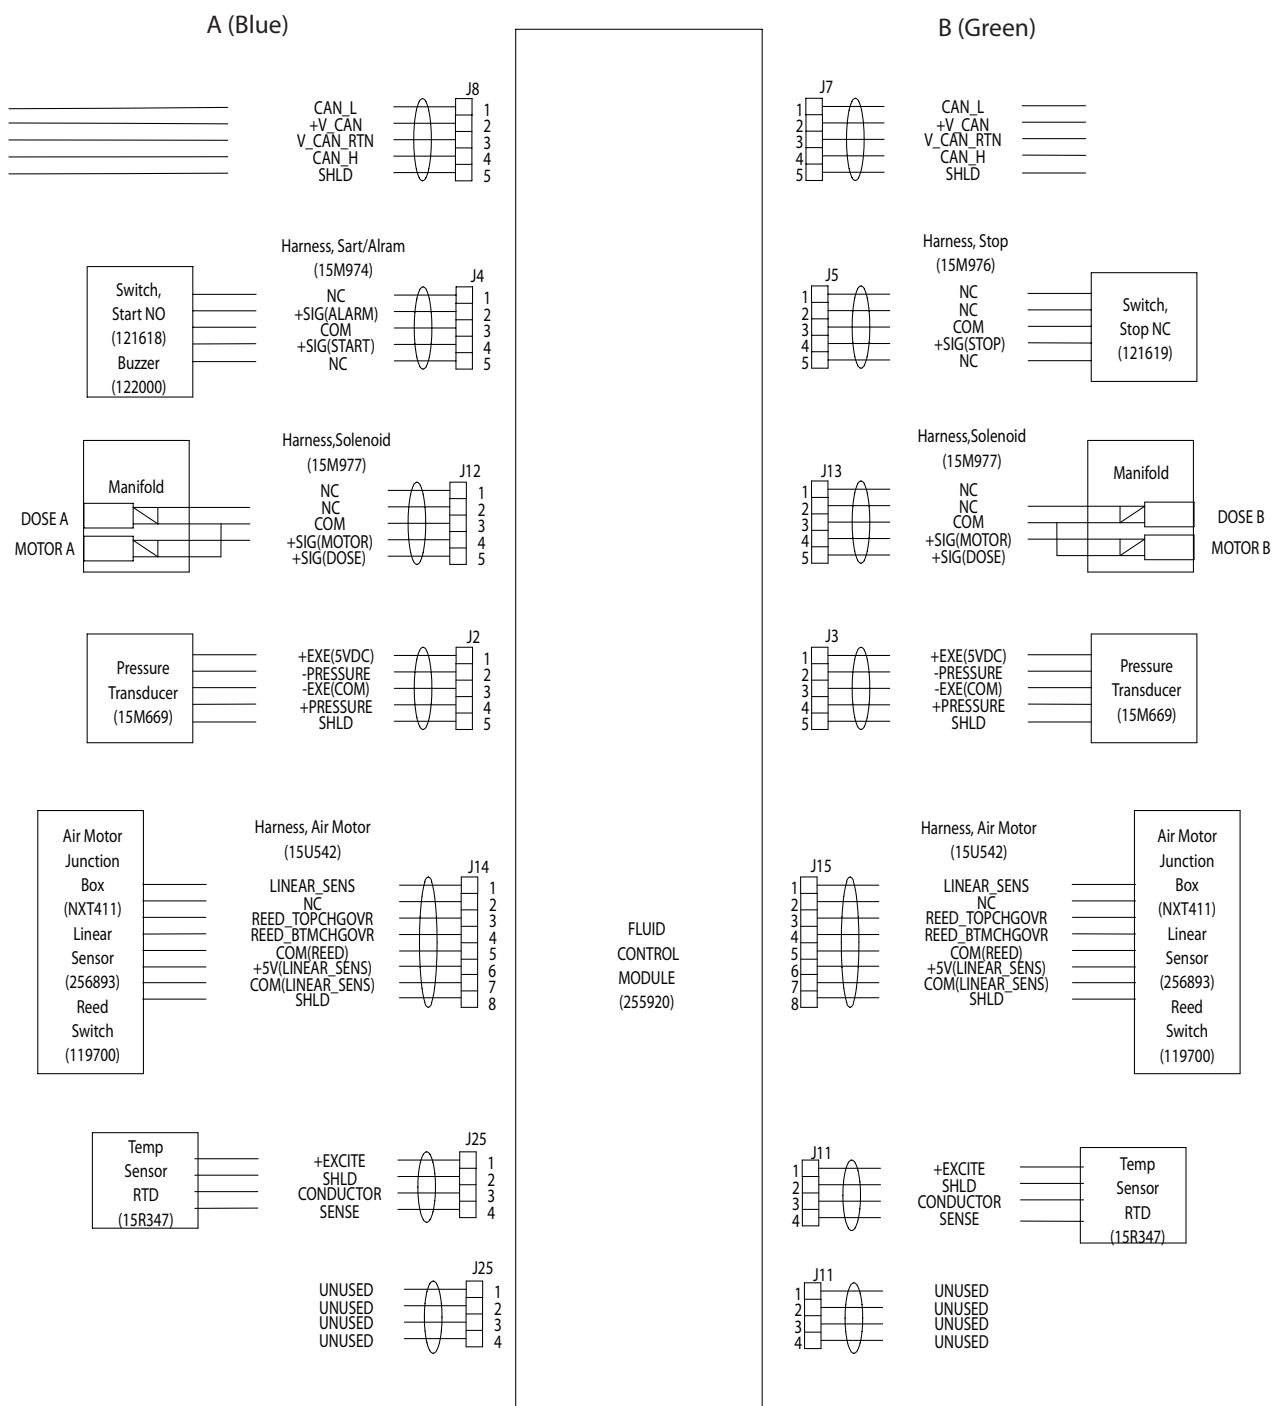 A (Blue)
B (Green)
J8
CAN_L 1
+V_CAN 2
V_CAN_RTN 3
CAN_H 4
SHLD 5
J7
1 CAN_L
2 +V_CAN
3 V_CAN_RTN
4 CAN_H
5 SHLD
Harness, Sart/Alram
(15M974)
J4
Switch,
Start NO
(121618)
Buzzer
(122000)
NC 1
+SIG(ALARM) 2
COM 3
+SIG(START) 4
NC 5
Harness, Stop
(15M976)
J5
1 NC
2 NC
3 COM
4 +SIG(STOP)
5 NC
Switch,
Stop NC
(121619)
Harness,Solenoid
(15M977)
J12
Manifold
DOSE A
MOTOR A
NC 1
NC 2
COM 3
+SIG(MOTOR) 4
+SIG(DOSE) 5
Harness,Solenoid
(15M977)
J13
1 NC
2 NC
3 COM
4 +SIG(MOTOR)
5 +SIG(DOSE)
Manifold
DOSE B
MOTOR B
J2
Pressure
Transducer
(15M669)
+EXE(5VDC) 1
-PRESSURE 2
-EXE(COM) 3
+PRESSURE 4
SHLD 5
J3
1 +EXE(5VDC)
2 -PRESSURE
3 -EXE(COM)
4 +PRESSURE
5 SHLD
Pressure
Transducer
(15M669)
Harness, Air Motor
(15U542)
J14
Air Motor
Junction
Box
(NXT411)
Linear
Sensor
(256893)
Reed
Switch
(119700)
LINEAR_SENS 1
NC 2
REED_TOPCHGOVR 3
REED_BTMCHGOVR 4
COM(REED) 5
+5V(LINEAR_SENS) 6
COM(LINEAR_SENS) 7
SHLD 8
FLUID
CONTROL
MODULE
(255920)
Harness, Air Motor
(15U542)
J15
1 LINEAR_SENS
2 NC
3 REED_TOPCHGOVR
4 REED_BTMCHGOVR
5 COM(REED)
6 +5V(LINEAR_SENS)
7 COM(LINEAR_SENS)
8 SHLD
Air Motor
Junction
Box
(NXT411)
Linear
Sensor
(256893)
Reed
Switch
(119700)
J25
Temp
Sensor
RTD
(15R347)
+EXCITE 1
SHLD 2
CONDUCTOR 3
SENSE 4
J11
1 +EXCITE
2 SHLD
3 CONDUCTOR
4 SENSE
Temp
Sensor
RTD
(15R347)
J25
UNUSED 1
UNUSED 2
UNUSED 3
UNUSED 4
J11
1 UNUSED
2 UNUSED
3 UNUSED
4 UNUSED